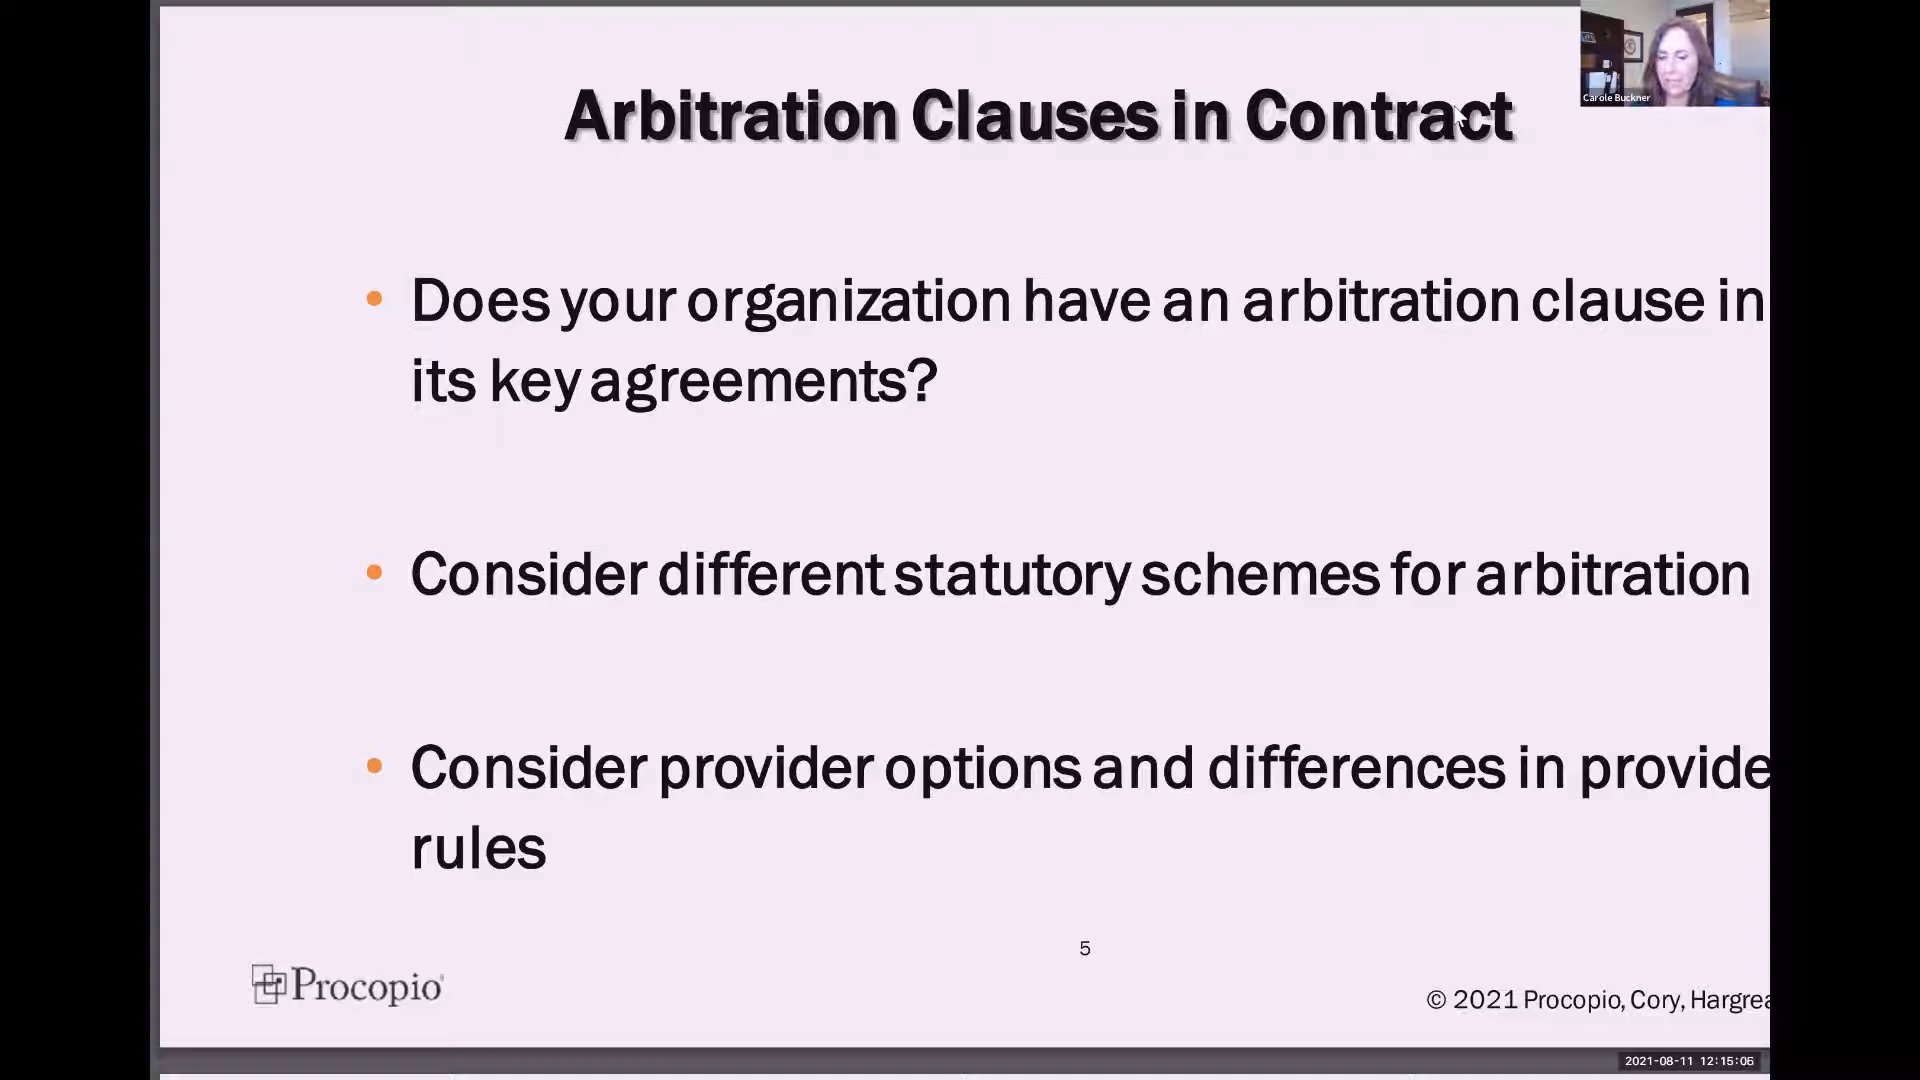 Arbitration Clauses in Contract
Carole Buckner
• Does your organization have an arbitration clause in
its key agreements?
• Consider different statutory schemes for arbitration
• Consider provider options and differences in provide
rules
5
Procopio
© 2021 Procopio, Cory, Hargrea
2021-08-11 12:15:05